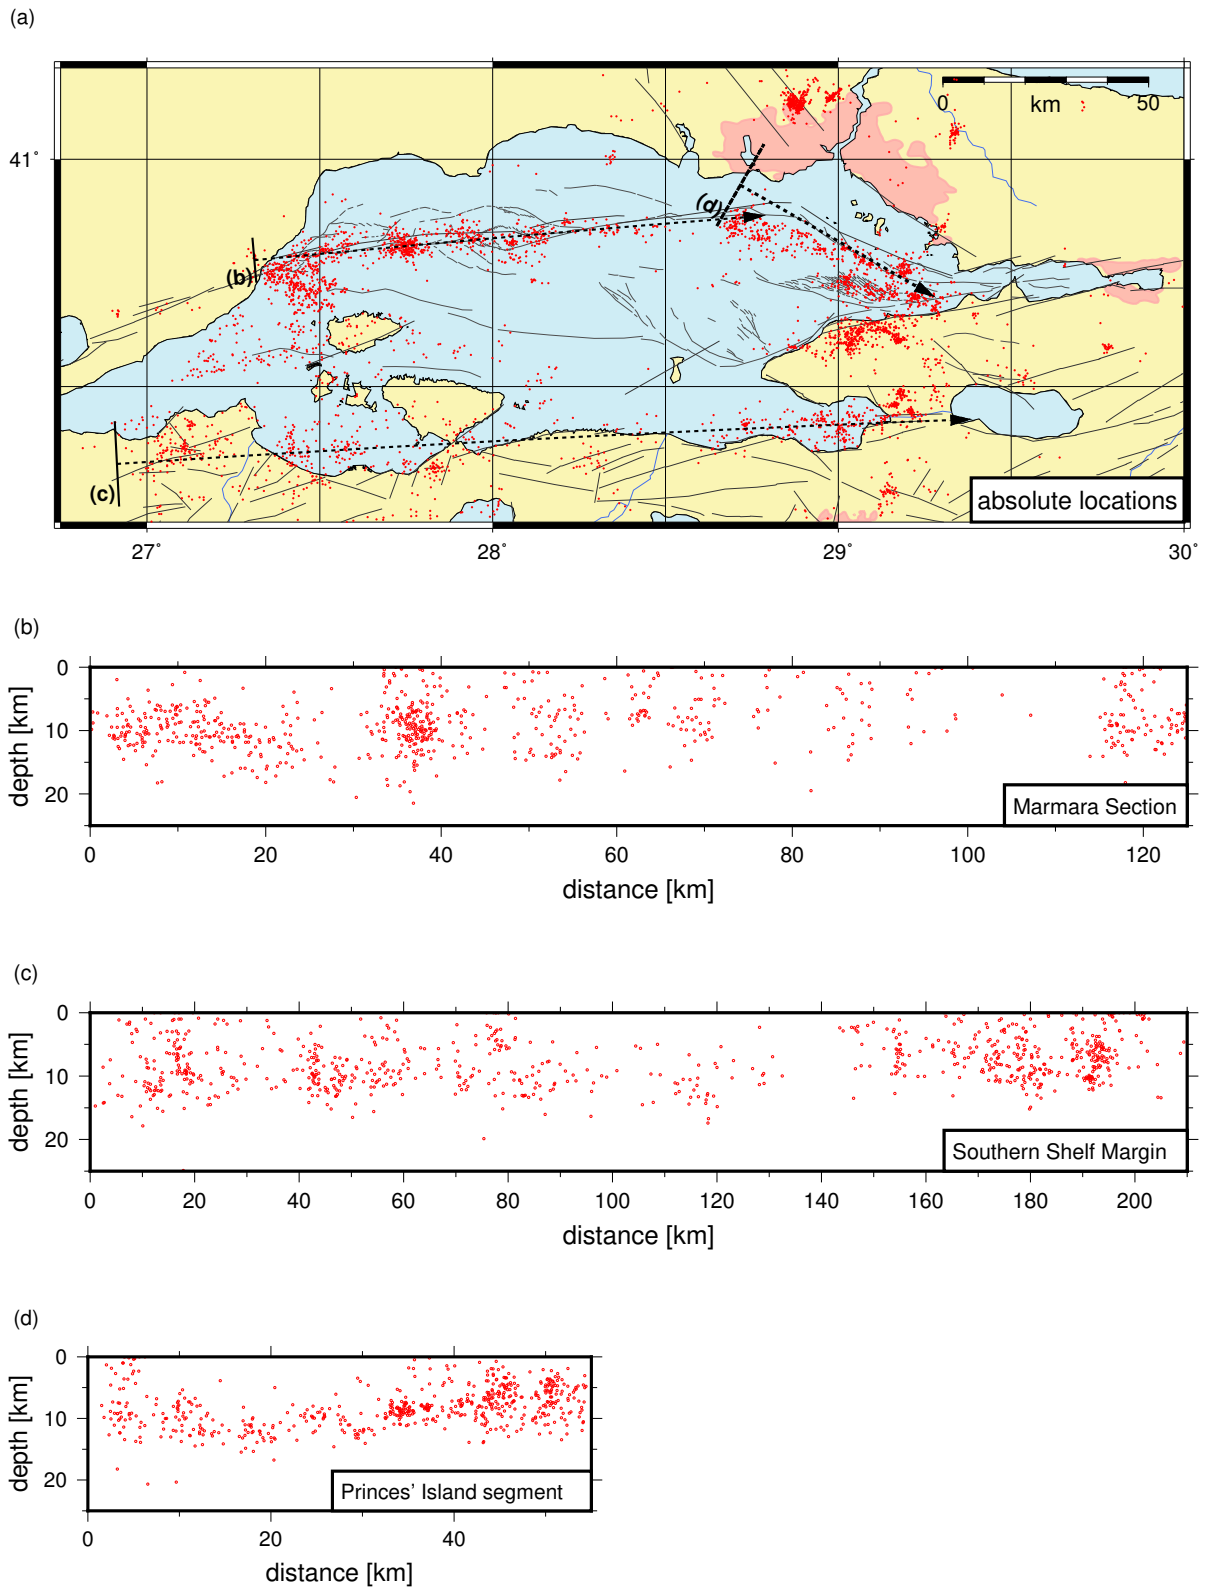 (a)
0 km 50
41°
(d)
(b)
(c)
absolute locations
27° 28° 29° 30°
(b)
0
10
20
depth [km]
Marmara Section
0 20 40 60 80 100 120
distance [km]
(c)
0
10
20
depth [km]
Southern Shelf Margin
0 20 40 60 80 100 120 140 160 180 200
distance [km]
(d)
0
10
20
depth [km]
Princes' Island segment
0 20 40
distance [km]